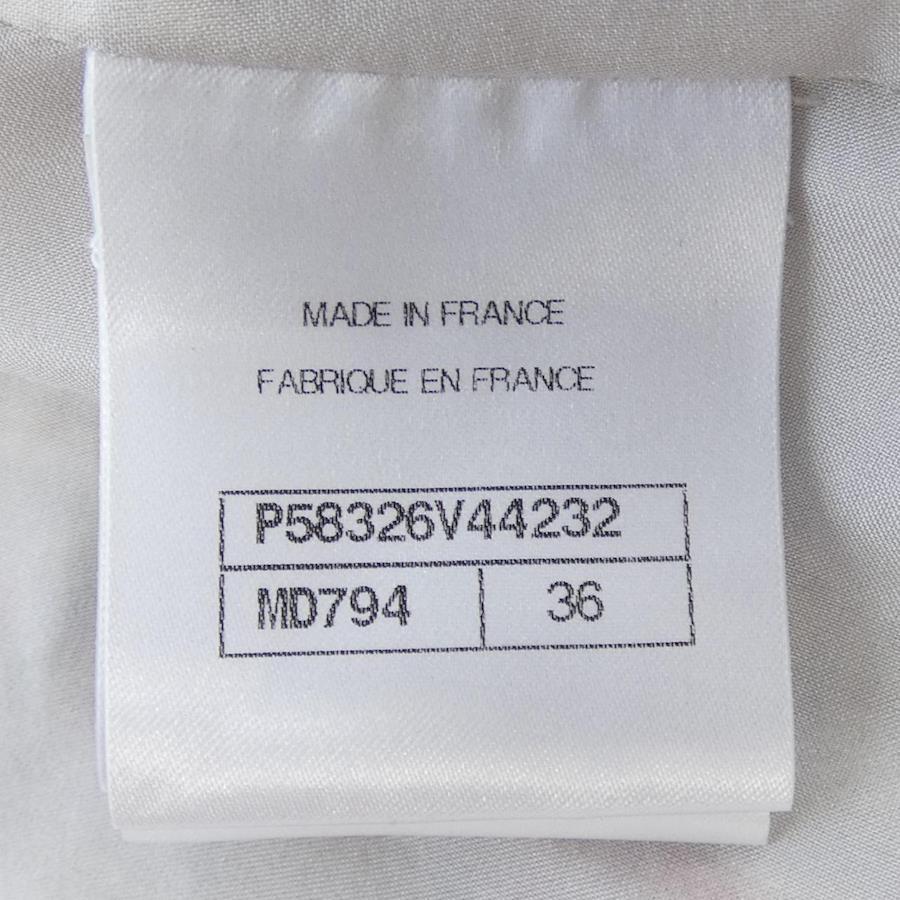 MADE IN FRANCE
FABRIQUE EN FRANCE
P58326V44232
MD794 36